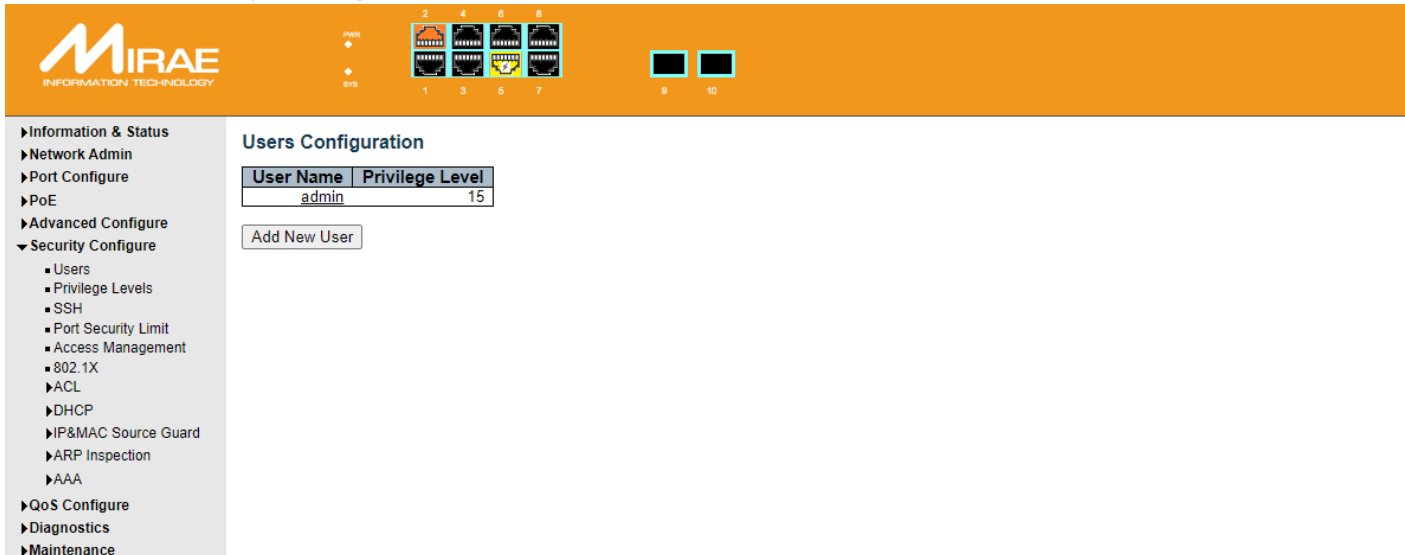 MIRAE
INFORMATION TECHNOLOGY
PWR
SYS
2 4 6 8
1 3 5 7
9 10
Information & Status
Network Admin
Port Configure
PoE
Advanced Configure
Security Configure
Users
Privilege Levels
SSH
Port Security Limit
Access Management
802.1X
ACL
DHCP
IP&MAC Source Guard
ARP Inspection
AAA
QoS Configure
Diagnostics
Maintenance
Users Configuration
User Name Privilege Level
admin 15
Add New User